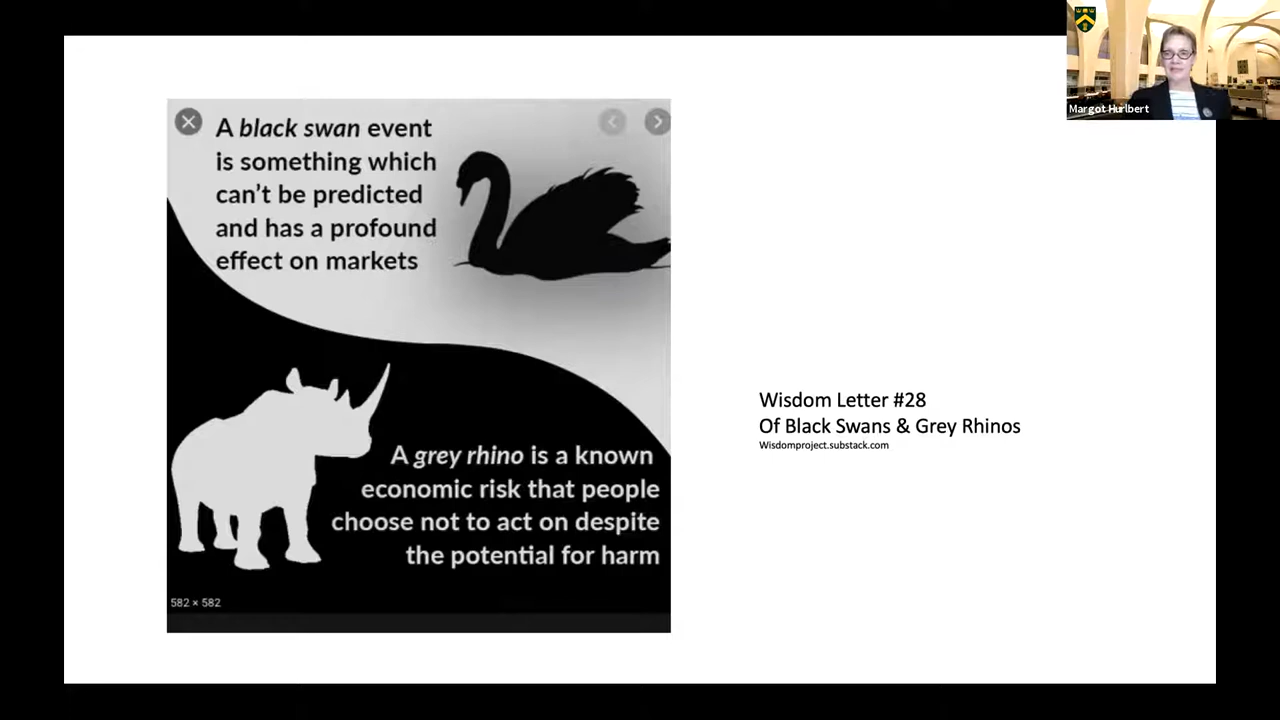 Margot Hurlbert
A black swan event
is something which
can’t be predicted
and has a profound
effect on markets
A grey rhino is a known
economic risk that people
choose not to act on despite
the potential for harm
582 × 582
Wisdom Letter #28
Of Black Swans & Grey Rhinos
Wisdomproject.substack.com